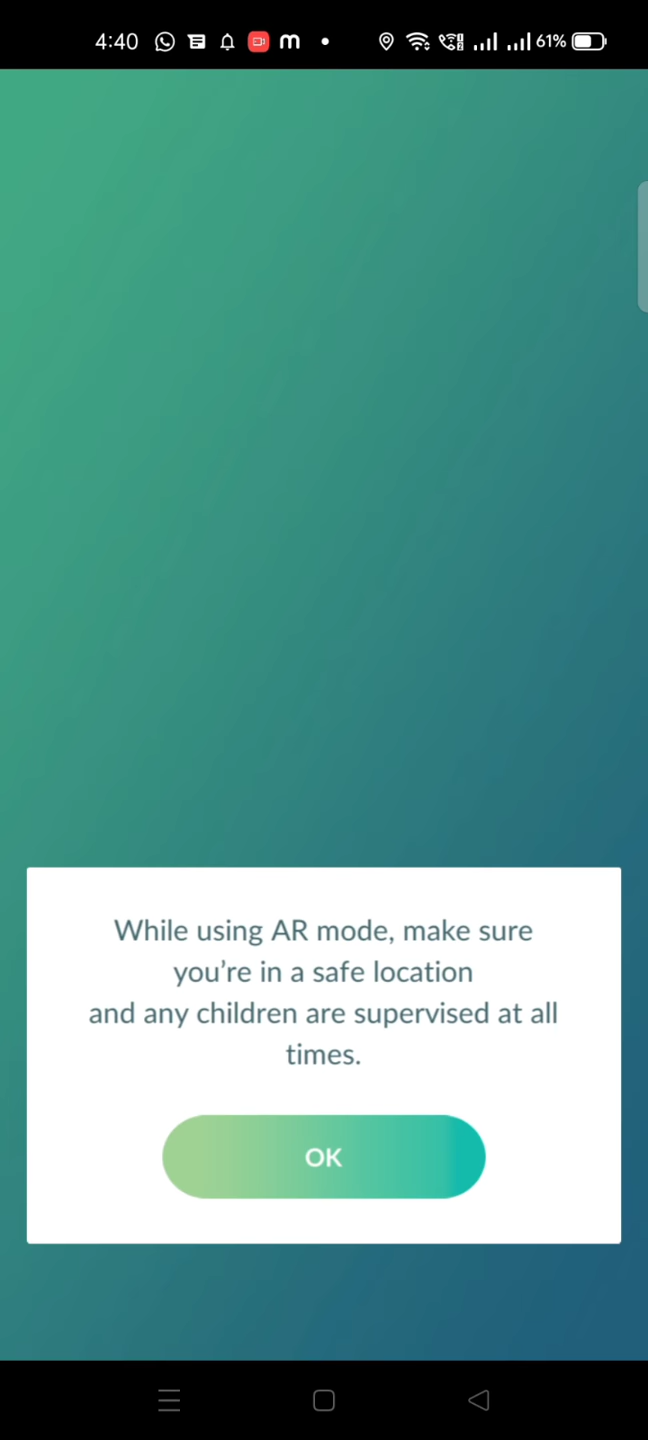 4:40
61%
While using AR mode, make sure
you’re in a safe location
and any children are supervised at all
times.
OK